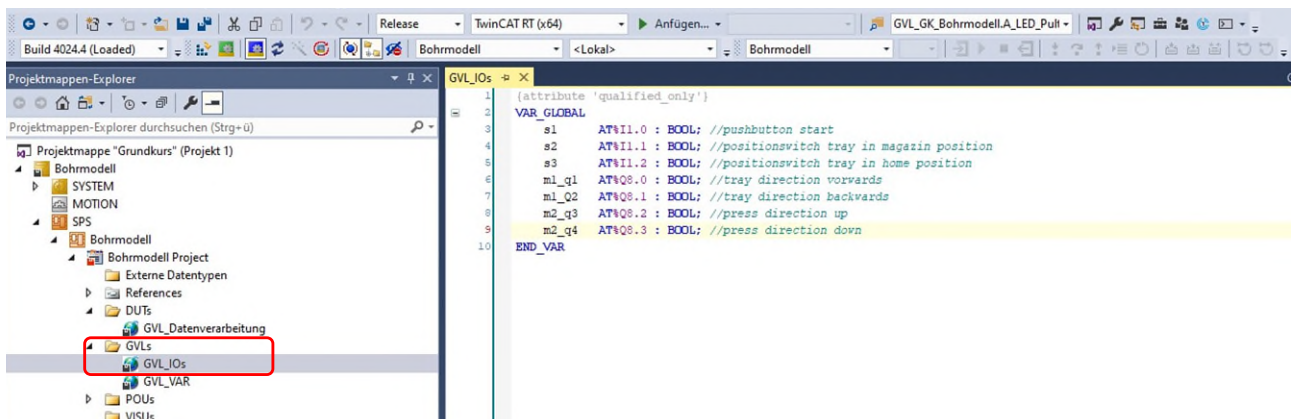 Release TwinCAT RT (x64) Anfügen... GVL_GK_Bohrmodell.A_LED_Pult
Build 4024.4 (Loaded) Bohrmodell <Lokal> Bohrmodell
Projektmappen-Explorer
Projektmappen-Explorer durchsuchen (Strg+ü)
Projektmappe "Grundkurs" (Projekt 1)
Bohrmodell
SYSTEM
MOTION
SPS
Bohrmodell
Bohrmodell Project
Externe Datentypen
References
DUTs
GVL_Datenverarbeitung
GVLs
GVL_IOs
GVL_VAR
POUs
VISUs
GVL_IOs
1 {attribute 'qualified_only'}
2 VAR_GLOBAL
3 s1 AT%I1.0 : BOOL; //pushbutton start
4 s2 AT%I1.1 : BOOL; //positionswitch tray in magazin position
5 s3 AT%I1.2 : BOOL; //positionswitch tray in home position
6 m1_q1 AT%Q8.0 : BOOL; //tray direction vorwards
7 m1_Q2 AT%Q8.1 : BOOL; //tray direction backwards
8 m2_q3 AT%Q8.2 : BOOL; //press direction up
9 m2_q4 AT%Q8.3 : BOOL; //press direction down
10 END_VAR